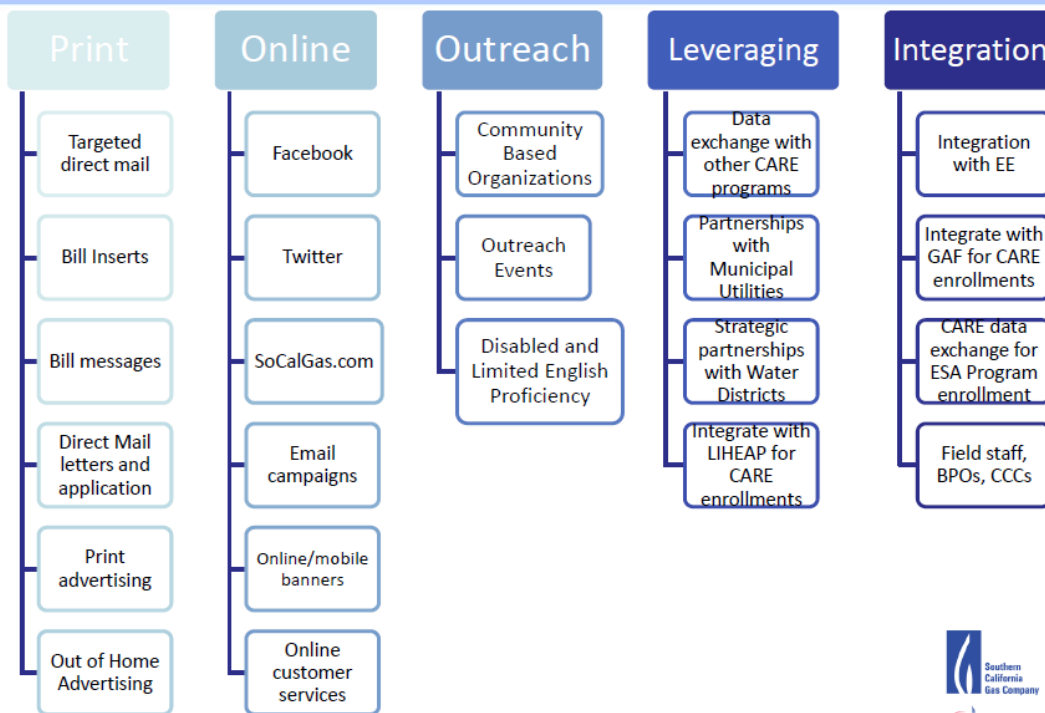 Print
Targeted
direct mail
Bill Inserts
Bill messages
Direct Mail
letters and
application
Print
advertising
Out of Home
Advertising
Online
Facebook
Twitter
SoCalGas.com
Email
campaigns
Online/mobile
banners
Online
customer
services
Outreach
Community
Based
Organizations
Outreach
Events
Disabled and
Limited English
Proficiency
Leveraging
Data
exchange with
other CARE
programs
Partnerships
with
Municipal
Utilities
Strategic
partnerships
with Water
Districts
Integrate with
LIHEAP for
CARE
enrollments
Integration
Integration
with EE
Integrate with
GAF for CARE
enrollments
CARE data
exchange for
ESA Program
enrollment
Field staff,
BPOs, CCCs
Southern
California
Gas Company